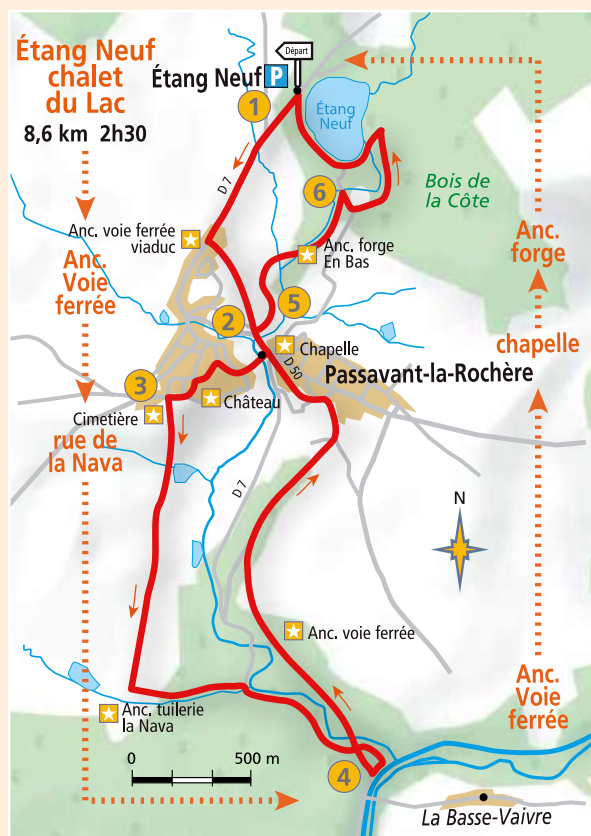 Étang Neuf
chalet
du Lac
8,6 km 2h30
Départ
Étang Neuf P
1
Étang
Neuf
D 7
6
Bois de
la Côte
Anc. voie ferrée
viaduc
Anc. forge
En Bas
Anc.
Voie
ferrée
Anc.
forge
5
2
Chapelle
chapelle
D 50
Passavant-la-Rochère
3
Château
Cimetière
rue de
la Nava
D 7
N
Anc. voie ferrée
Anc.
Voie
ferrée
Anc. tuilerie
la Nava
0 500 m
4
La Basse-Vaivre